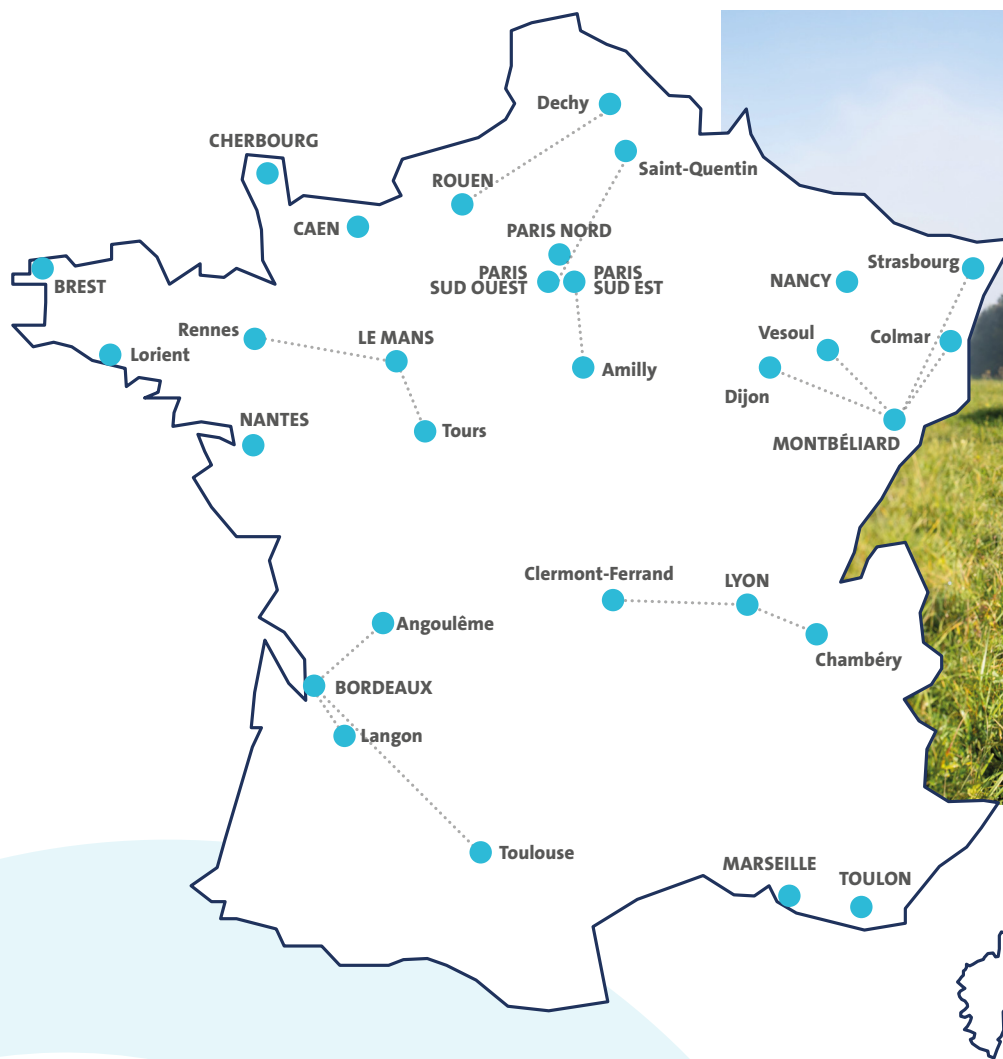 Dechy
CHERBOURG
Saint-Quentin
ROUEN
CAEN
PARIS NORD
PARIS
SUD OUEST
PARIS
SUD EST
Strasbourg
NANCY
BREST
Rennes
LE MANS
Vesoul
Colmar
Lorient
Amilly
Dijon
NANTES
Tours
MONTBÉLIARD
Clermont-Ferrand
LYON
Angoulême
Chambéry
BORDEAUX
Langon
Toulouse
MARSEILLE
TOULON